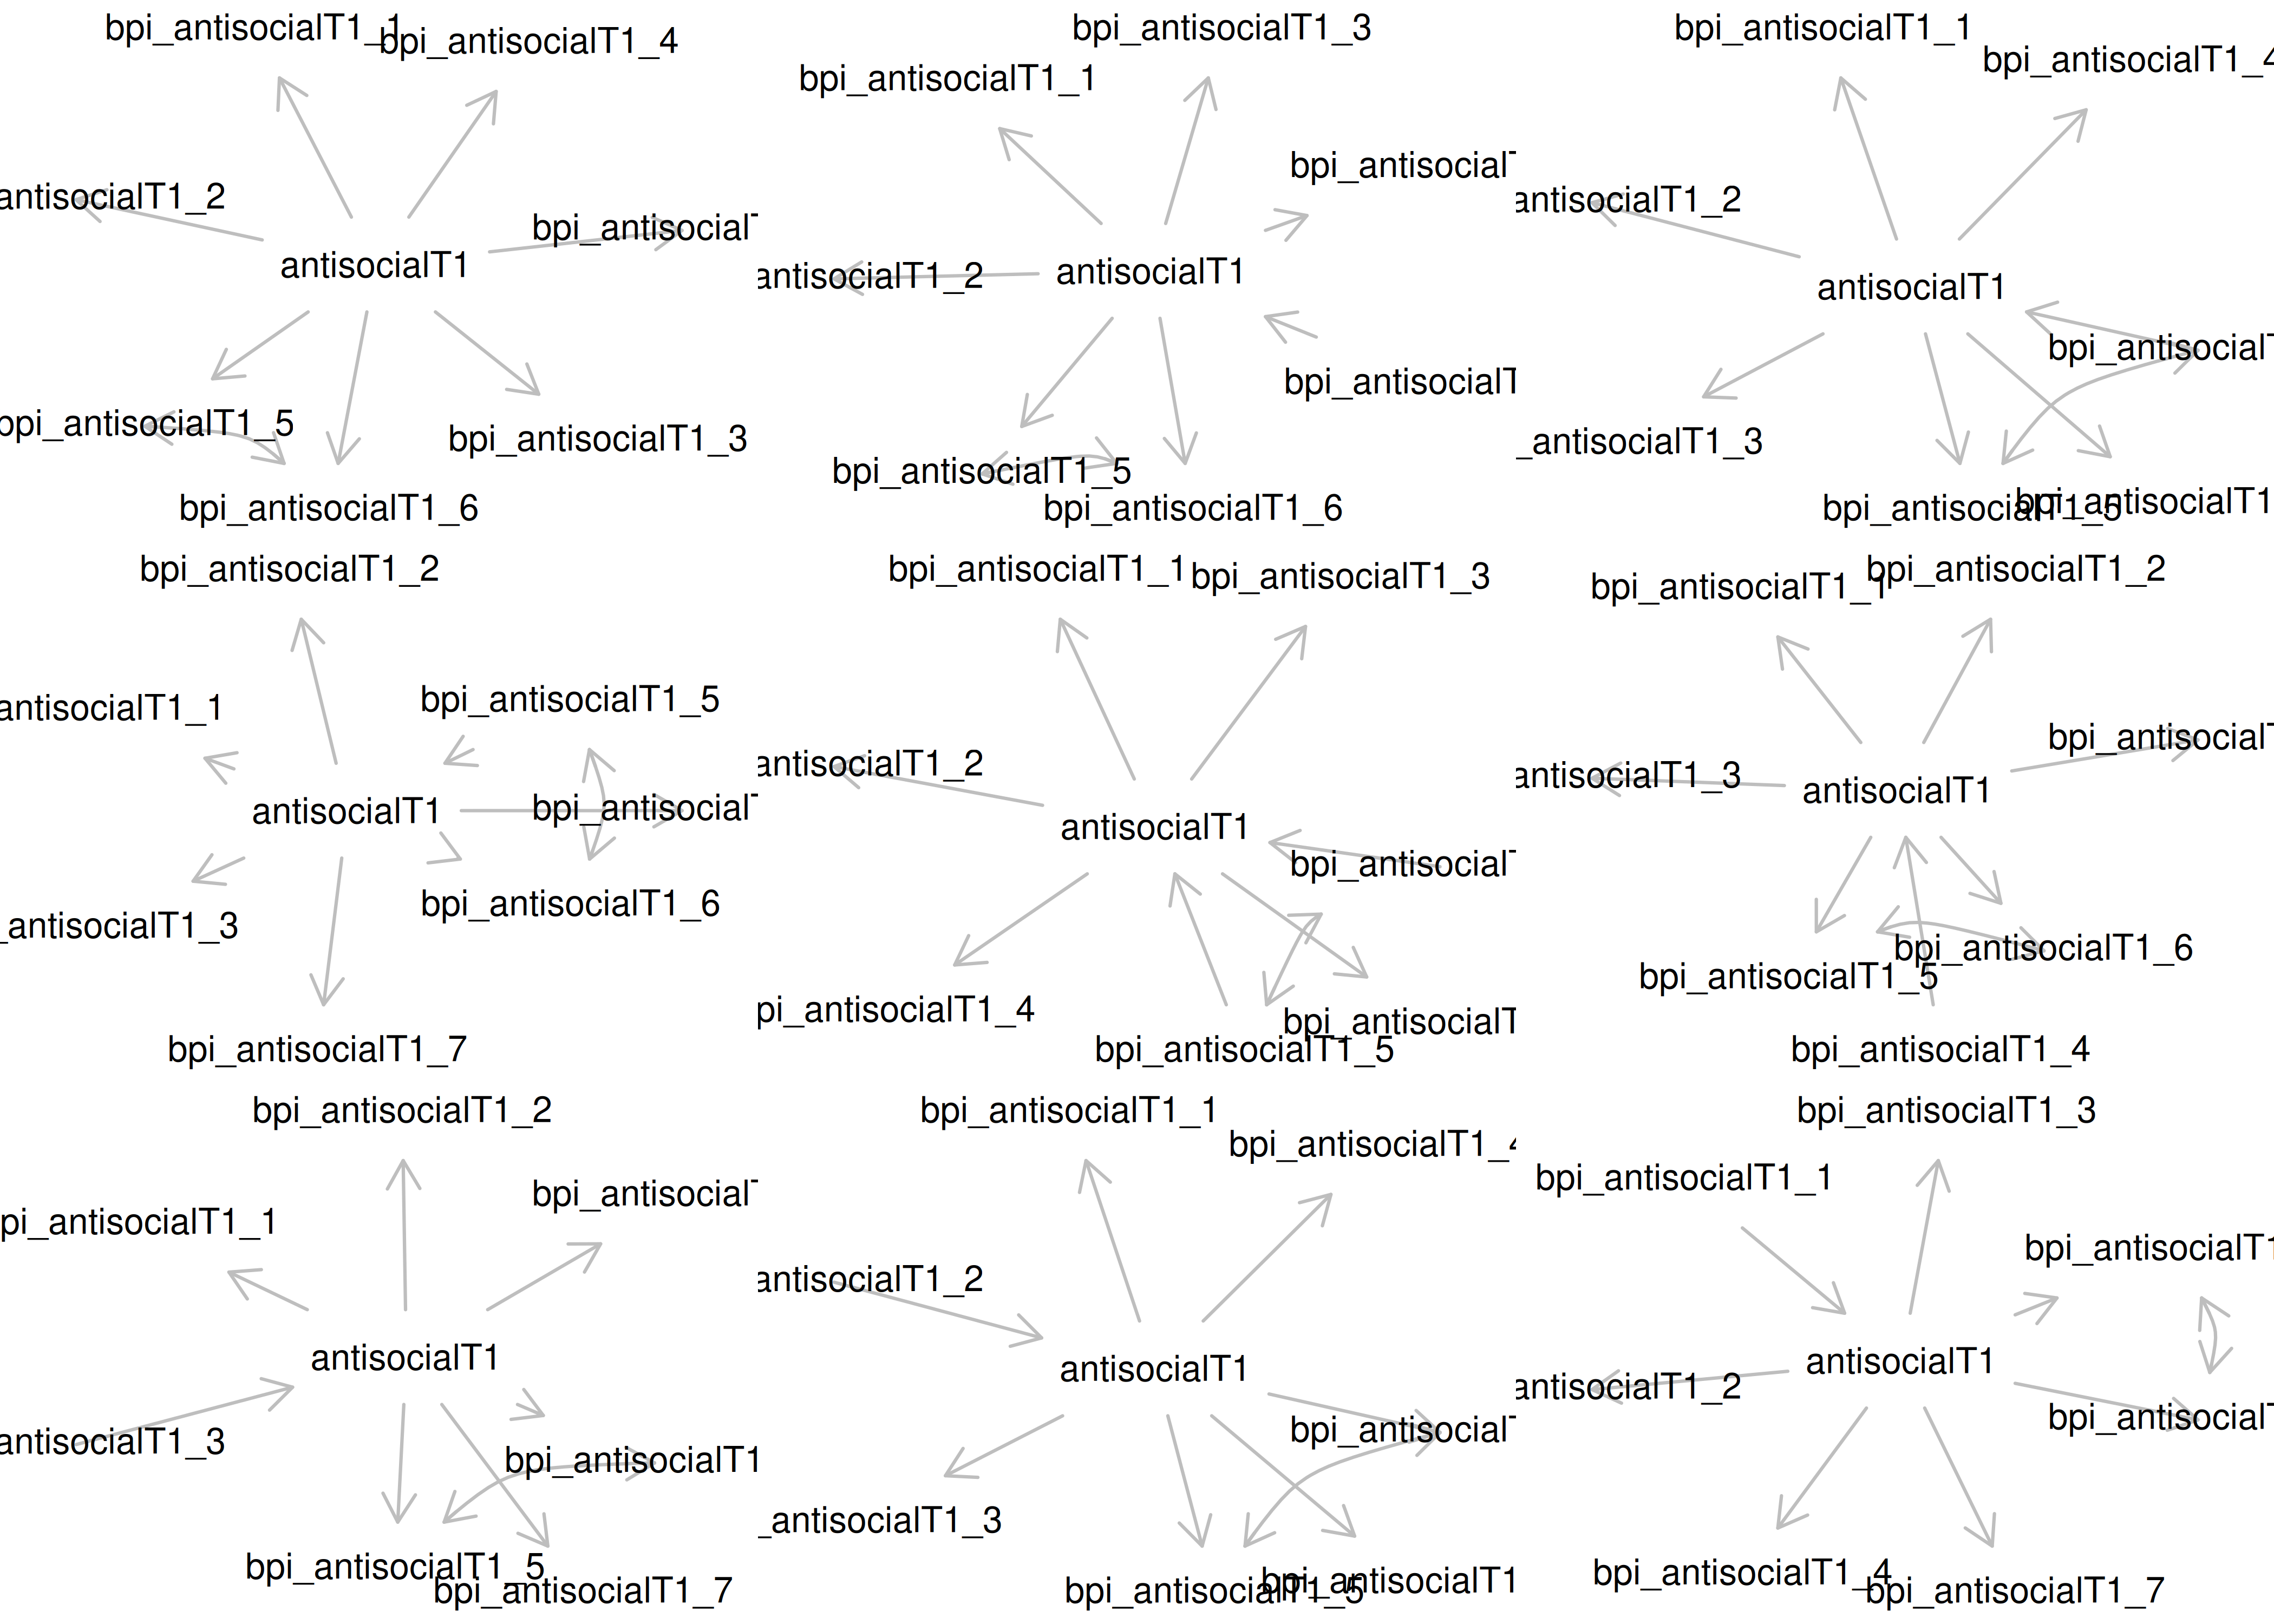 bpi_antisocialT1_1
bpi_antisocialT1_4
antisocialT1_2
bpi_antisocial
antisocialT1
bpi_antisocialT1_5
bpi_antisocialT1_3
bpi_antisocialT1_6
bpi_antisocialT1_3
bpi_antisocialT1_1
bpi_antisocial
antisocialT1_2
antisocialT1
bpi_antisocialT
bpi_antisocialT1_5
bpi_antisocialT1_6
bpi_antisocialT1_1
bpi_antisocialT1_4
antisocialT1_2
antisocialT1
bpi_antisocial
_antisocialT1_3
bpi_antisocialT1_5
bpi_antisocialT1
bpi_antisocialT1_2
antisocialT1_1
bpi_antisocialT1_5
antisocialT1
bpi_antisocial
_antisocialT1_3
bpi_antisocialT1_6
bpi_antisocialT1_7
bpi_antisocialT1_1
bpi_antisocialT1_3
antisocialT1_2
antisocialT1
bpi_antisocial
pi_antisocialT1_4
bpi_antisocialT
bpi_antisocialT1_5
bpi_antisocialT1_1
bpi_antisocialT1_2
bpi_antisocial
antisocialT1_3
antisocialT1
bpi_antisocialT1_6
bpi_antisocialT1_5
bpi_antisocialT1_4
bpi_antisocialT1_2
bpi_antisocial
pi_antisocialT1_1
antisocialT1
antisocialT1_3
bpi_antisocialT1
bpi_antisocialT1_5
bpi_antisocialT1_7
bpi_antisocialT1_1
bpi_antisocialT1_4
antisocialT1_2
antisocialT1
bpi_antisocial
_antisocialT1_3
bpi_antisocialT1_5
bpi_antisocialT1
bpi_antisocialT1_3
bpi_antisocialT1_1
bpi_antisocialT1
antisocialT1
antisocialT1_2
bpi_antisocial
bpi_antisocialT1_4
bpi_antisocialT1_7